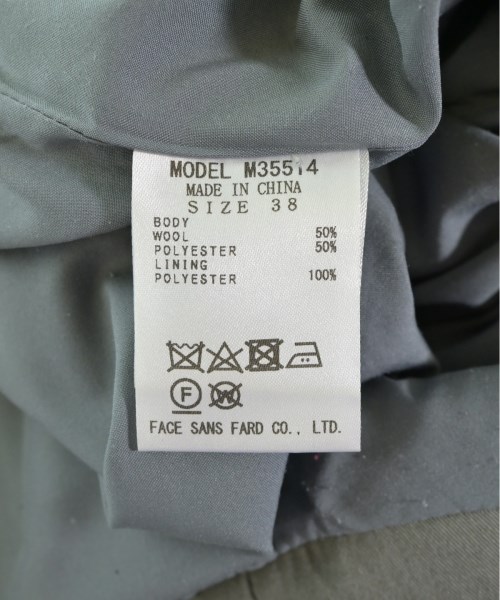 MODEL M35514
MADE IN CHINA
SIZE 38
BODY
WOOL 50%
POLYESTER 50%
LINING
POLYESTER 100%
F W
FACE SANS FARD CO., LTD.